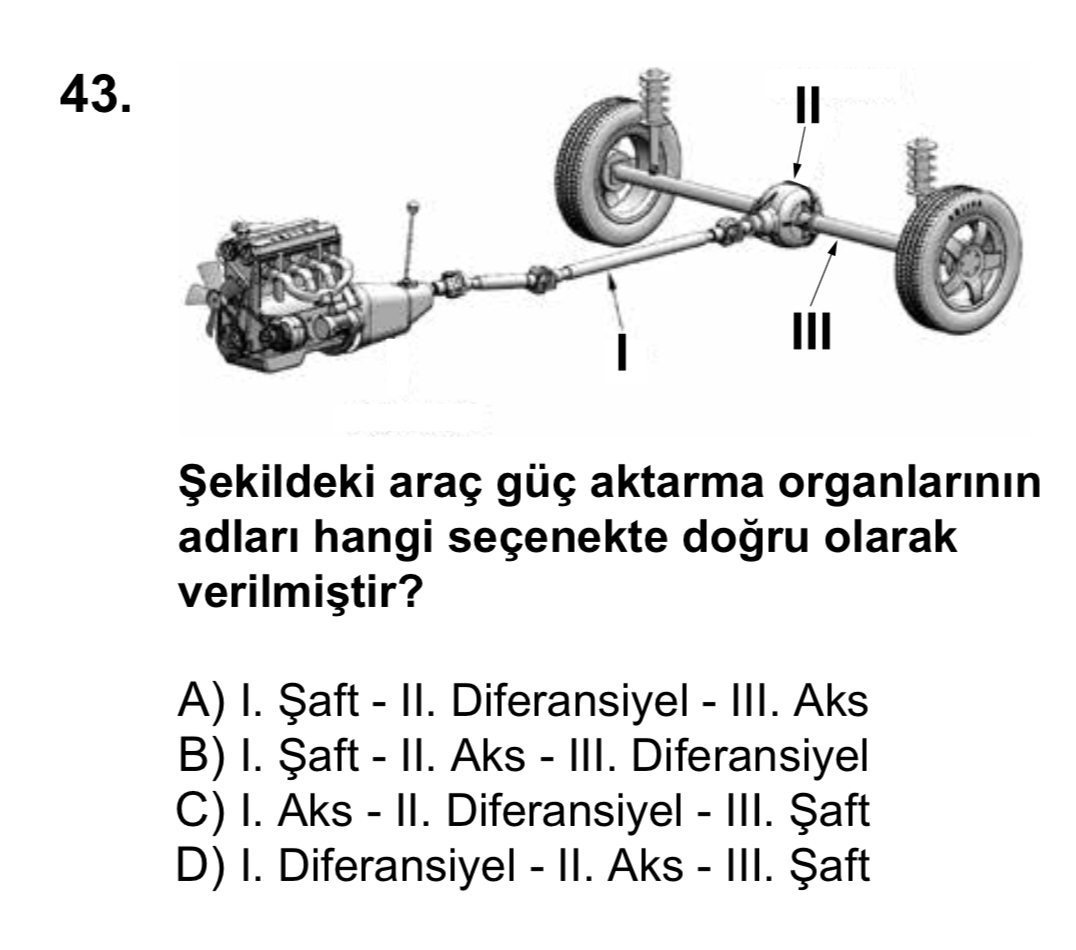 43.
II
III
I
Şekildeki araç güç aktarma organlarının
adları hangi seçenekte doğru olarak
verilmiştir?
A) I. Şaft - II. Diferansiyel - III. Aks
B) I. Şaft - II. Aks - III. Diferansiyel
C) I. Aks - II. Diferansiyel - III. Şaft
D) I. Diferansiyel - II. Aks - III. Şaft